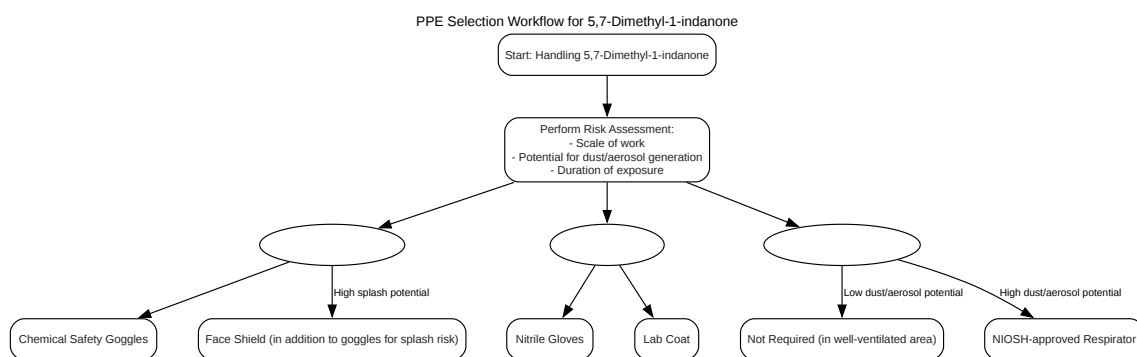 PPE Selection Workflow for 5,7-Dimethyl-1-indanone
Start: Handling 5,7-Dimethyl-1-indanone
Perform Risk Assessment:
- Scale of work
- Potential for dust/aerosol generation
- Duration of exposure
High splash potential
Low dust/aerosol potential
High dust/aerosol potential
Chemical Safety Goggles
Face Shield (in addition to goggles for splash risk)
Nitrile Gloves
Lab Coat
Not Required (in well-ventilated area)
NIOSH-approved Respirator